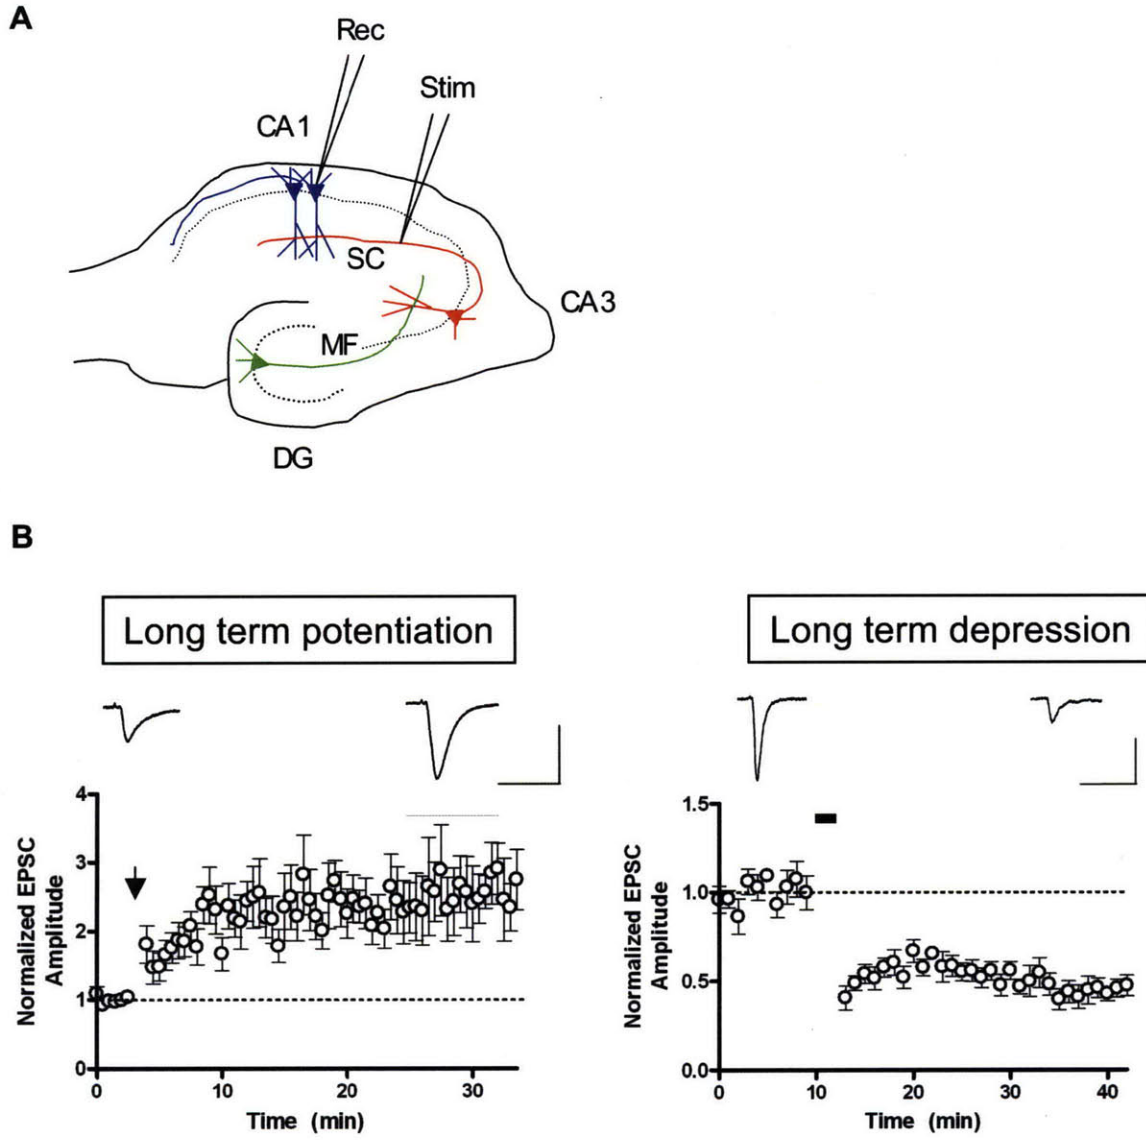 A
Rec
Stim
CA1
SC
CA3
MF
DG
B
Long term potentiation
Long term depression
4
3
2
1
0
Normalized EPSC
Amplitude
0
10
20
30
Time (min)
1.5
1.0
0.5
0.0
Normalized EPSC
Amplitude
0
10
20
30
40
Time (min)